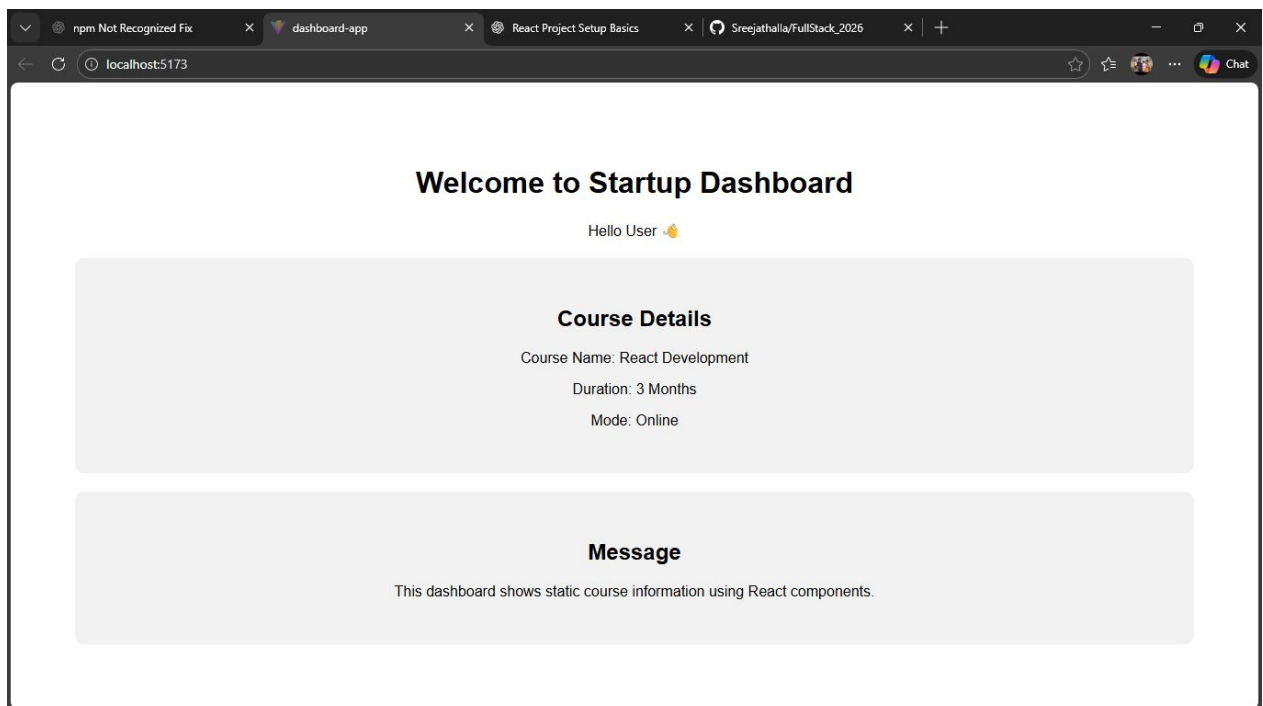 npm Not Recognized Fix
dashboard-app
React Project Setup Basics
Sreejathalla/FullStack_2026
localhost:5173
Chat
Welcome to Startup Dashboard
Hello User 👋
Course Details
Course Name: React Development
Duration: 3 Months
Mode: Online
Message
This dashboard shows static course information using React components.